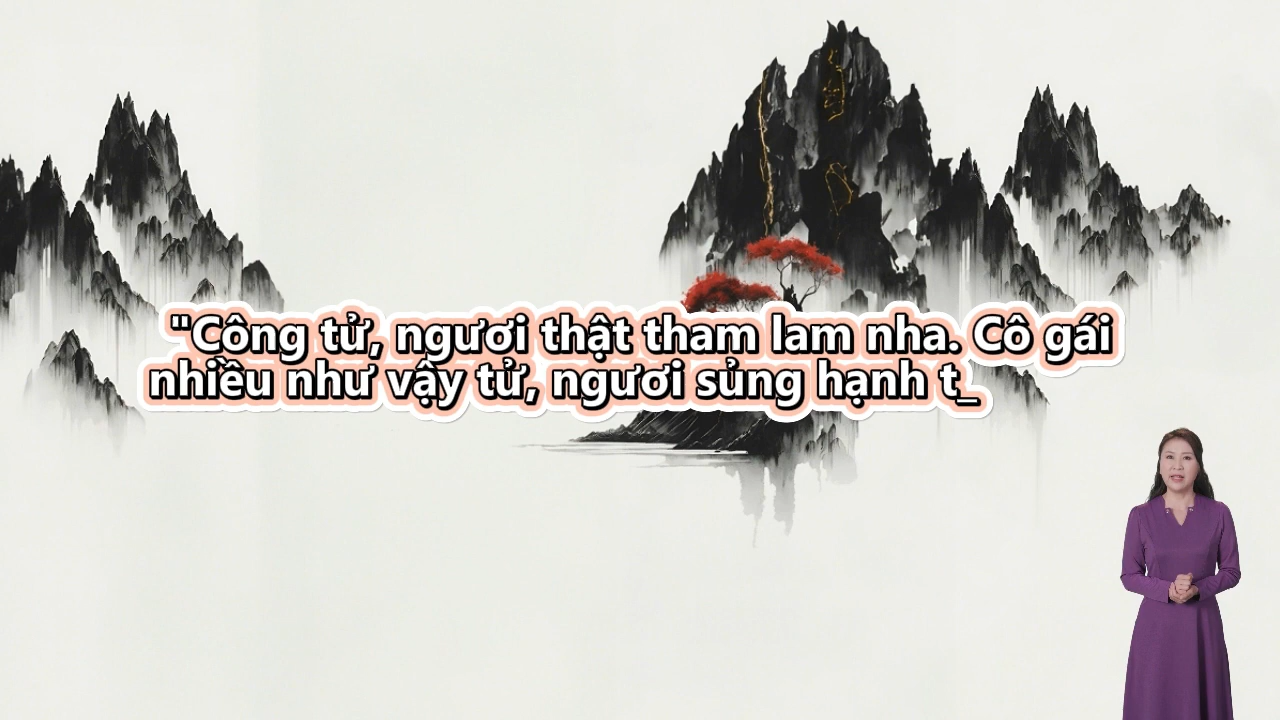 "Công tử, ngươi thật tham lam nha. Cô gái
nhiều như vậy tử, ngươi sủng hạnh t_